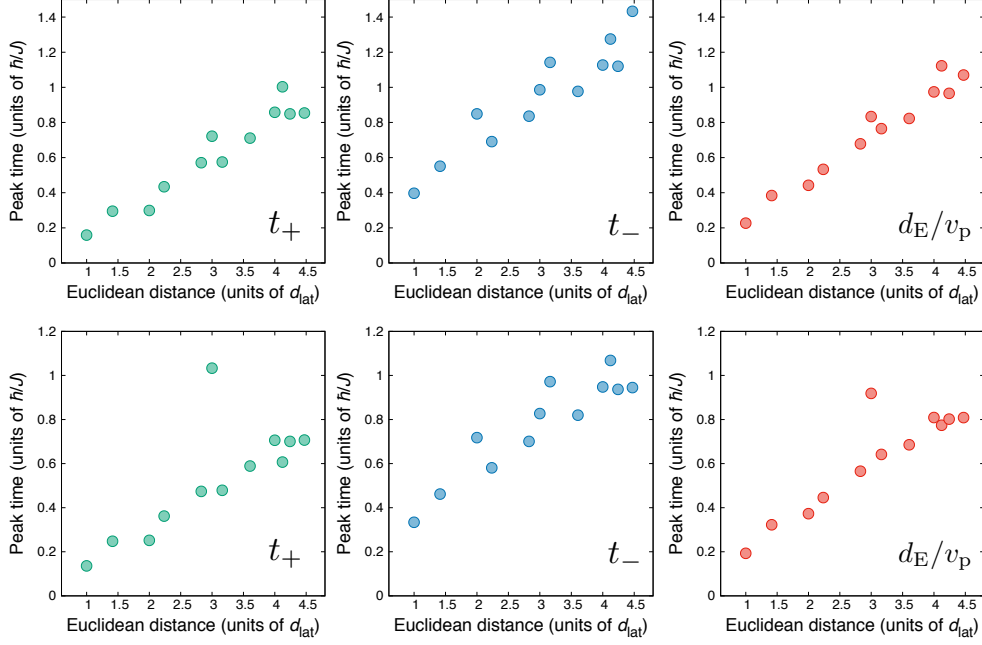 Peak time (units of ħ/J)
1.4
1.2
1
0.8
0.6
0.4
0.2
0
t+
1 1.5 2 2.5 3 3.5 4 4.5
Euclidean distance (units of dlat)
Peak time (units of ħ/J)
1.4
1.2
1
0.8
0.6
0.4
0.2
0
t−
1 1.5 2 2.5 3 3.5 4 4.5
Euclidean distance (units of dlat)
Peak time (units of ħ/J)
1.4
1.2
1
0.8
0.6
0.4
0.2
0
dE/vp
1 1.5 2 2.5 3 3.5 4 4.5
Euclidean distance (units of dlat)
Peak time (units of ħ/J)
1.2
1
0.8
0.6
0.4
0.2
0
t+
1 1.5 2 2.5 3 3.5 4 4.5
Euclidean distance (units of dlat)
Peak time (units of ħ/J)
1.2
1
0.8
0.6
0.4
0.2
0
t−
1 1.5 2 2.5 3 3.5 4 4.5
Euclidean distance (units of dlat)
Peak time (units of ħ/J)
1.2
1
0.8
0.6
0.4
0.2
0
dE/vp
1 1.5 2 2.5 3 3.5 4 4.5
Euclidean distance (units of dlat)